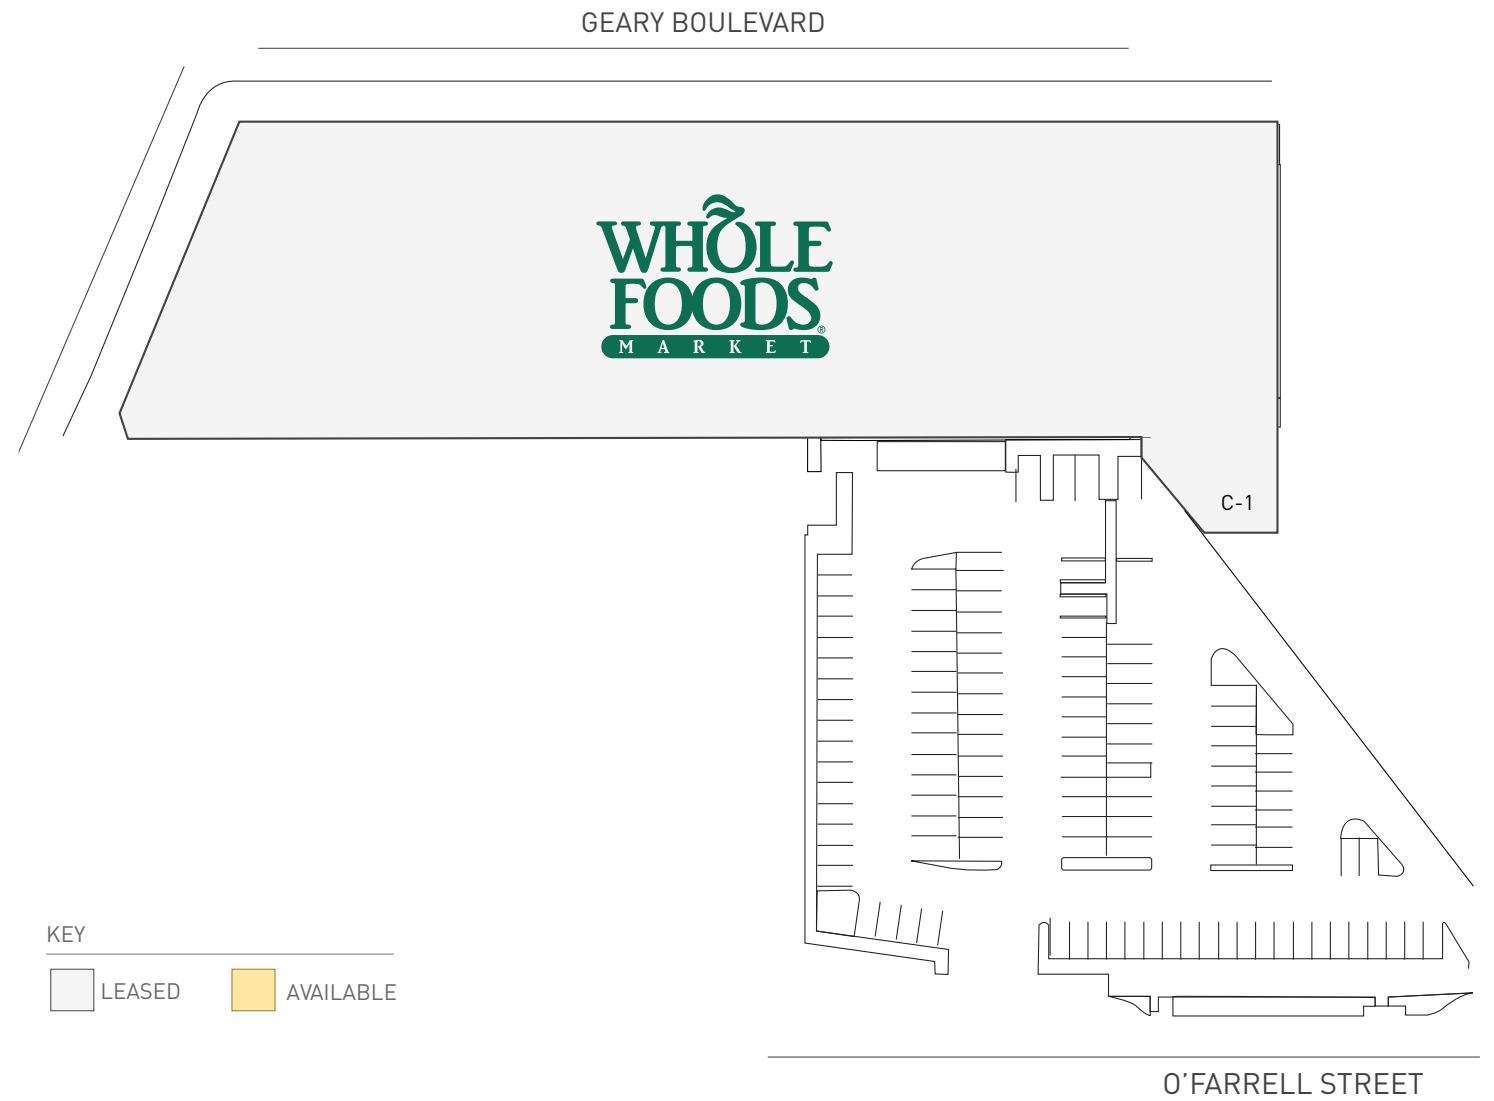 GEARY BOULEVARD
WHOLE
FOODS®
MARKET
C-1
KEY
LEASED
AVAILABLE
O’FARRELL STREET